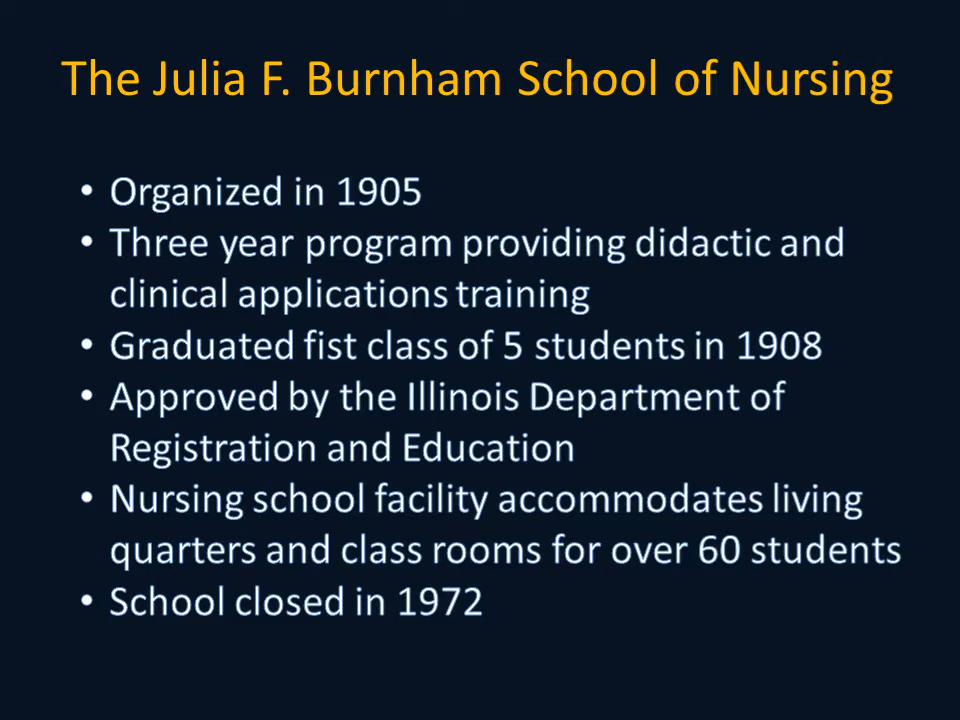 The Julia F. Burnham School of Nursing
• Organized in 1905
• Three year program providing didactic and
clinical applications training
• Graduated fist class of 5 students in 1908
• Approved by the Illinois Department of
Registration and Education
• Nursing school facility accommodates living
quarters and class rooms for over 60 students
• School closed in 1972